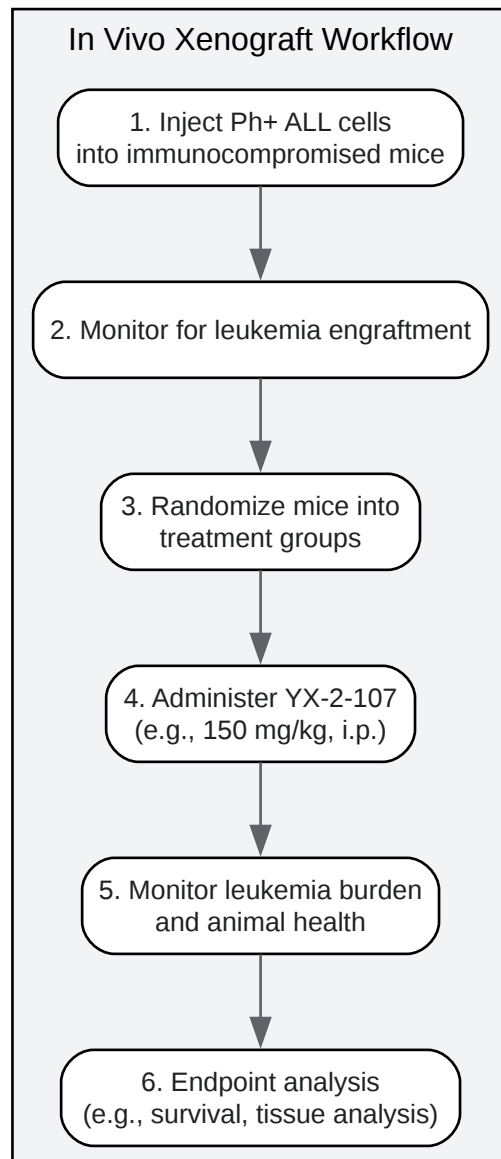 In Vivo Xenograft Workflow
1. Inject Ph+ ALL cells
into immunocompromised mice
2. Monitor for leukemia engraftment
3. Randomize mice into
treatment groups
4. Administer YX-2-107
(e.g., 150 mg/kg, i.p.)
5. Monitor leukemia burden
and animal health
6. Endpoint analysis
(e.g., survival, tissue analysis)